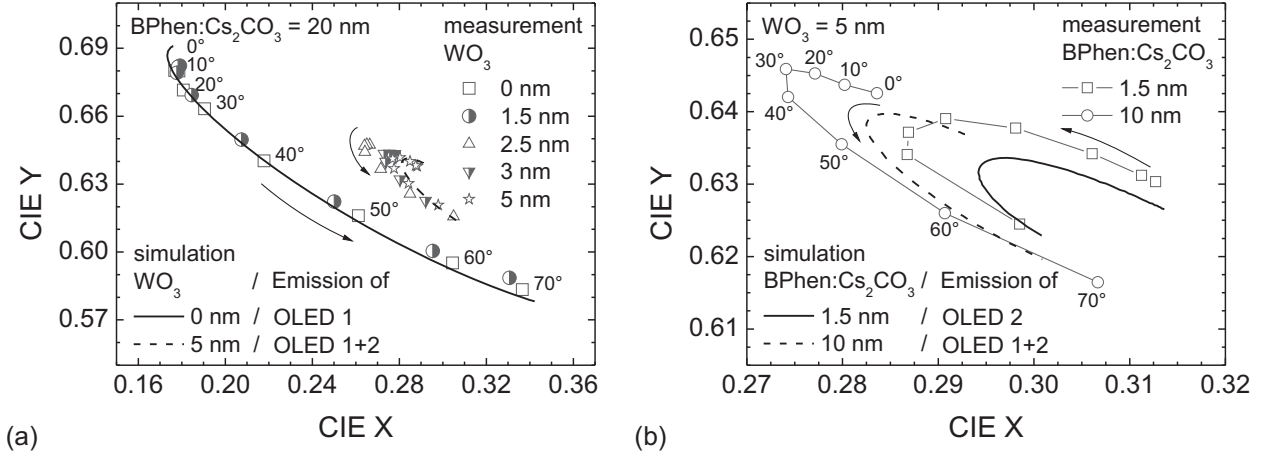 BPhen:Cs₂CO₃ = 20 nm
measurement
WO₃
0 nm
1.5 nm
2.5 nm
3 nm
5 nm
0°
10°
20°
30°
40°
50°
60°
70°
simulation
WO₃ / Emission of
0 nm / OLED 1
5 nm / OLED 1+2
CIE Y
0.69
0.66
0.63
0.60
0.57
0.16 0.20 0.24 0.28 0.32 0.36
CIE X
(a)
WO₃ = 5 nm
measurement
BPhen:Cs₂CO₃
1.5 nm
10 nm
30° 20° 10° 0°
40°
50°
60°
70°
simulation
BPhen:Cs₂CO₃ / Emission of
1.5 nm / OLED 2
10 nm / OLED 1+2
CIE Y
0.65
0.64
0.63
0.62
0.61
0.27 0.28 0.29 0.30 0.31 0.32
CIE X
(b)